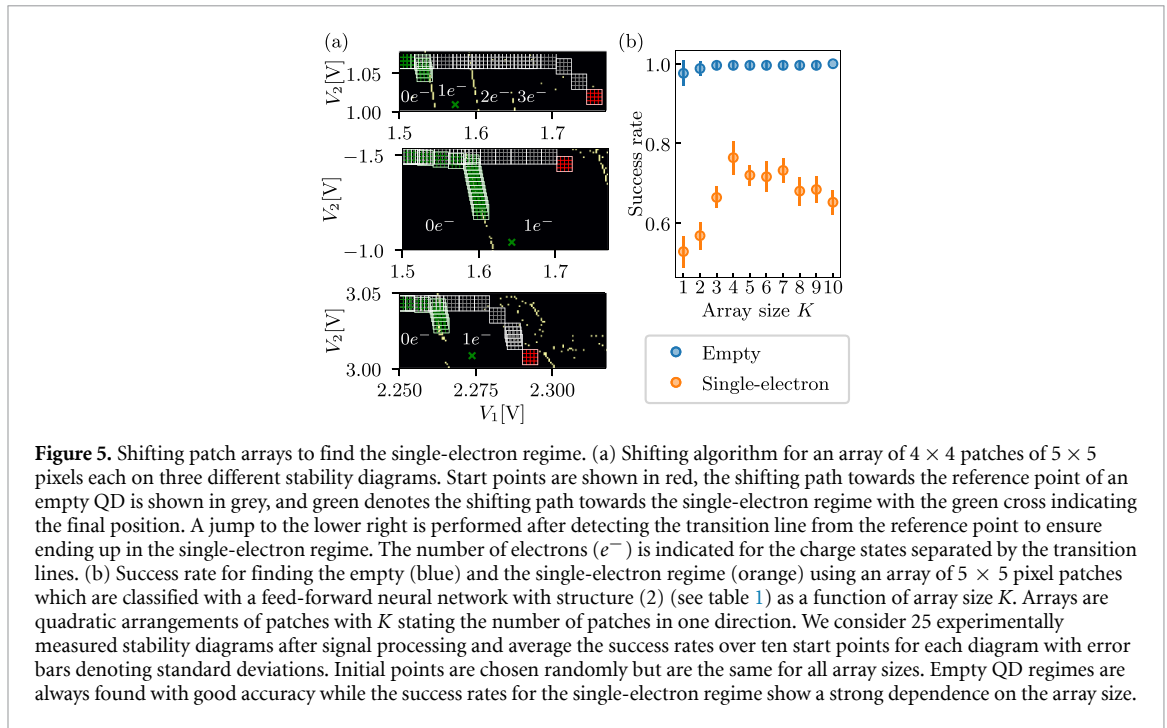 (a)
V₂[V]
1.05
1.00
0e⁻ 1e⁻ 2e⁻ 3e⁻
1.5 1.6 1.7
V₂[V]
−1.5
−1.0
0e⁻ 1e⁻
1.5 1.6 1.7
V₂[V]
3.05
3.00
0e⁻ 1e⁻
2.250 2.275 2.300
V₁[V]
(b)
Success rate
1.0
0.8
0.6
1 2 3 4 5 6 7 8 9 10
Array size K
Empty
Single-electron
Figure 5. Shifting patch arrays to find the single-electron regime. (a) Shifting algorithm for an array of 4 × 4 patches of 5 × 5
pixels each on three different stability diagrams. Start points are shown in red, the shifting path towards the reference point of an
empty QD is shown in grey, and green denotes the shifting path towards the single-electron regime with the green cross indicating
the final position. A jump to the lower right is performed after detecting the transition line from the reference point to ensure
ending up in the single-electron regime. The number of electrons (e⁻) is indicated for the charge states separated by the transition
lines. (b) Success rate for finding the empty (blue) and the single-electron regime (orange) using an array of 5 × 5 pixel patches
which are classified with a feed-forward neural network with structure (2) (see table 1) as a function of array size K. Arrays are
quadratic arrangements of patches with K stating the number of patches in one direction. We consider 25 experimentally
measured stability diagrams after signal processing and average the success rates over ten start points for each diagram with error
bars denoting standard deviations. Initial points are chosen randomly but are the same for all array sizes. Empty QD regimes are
always found with good accuracy while the success rates for the single-electron regime show a strong dependence on the array size.